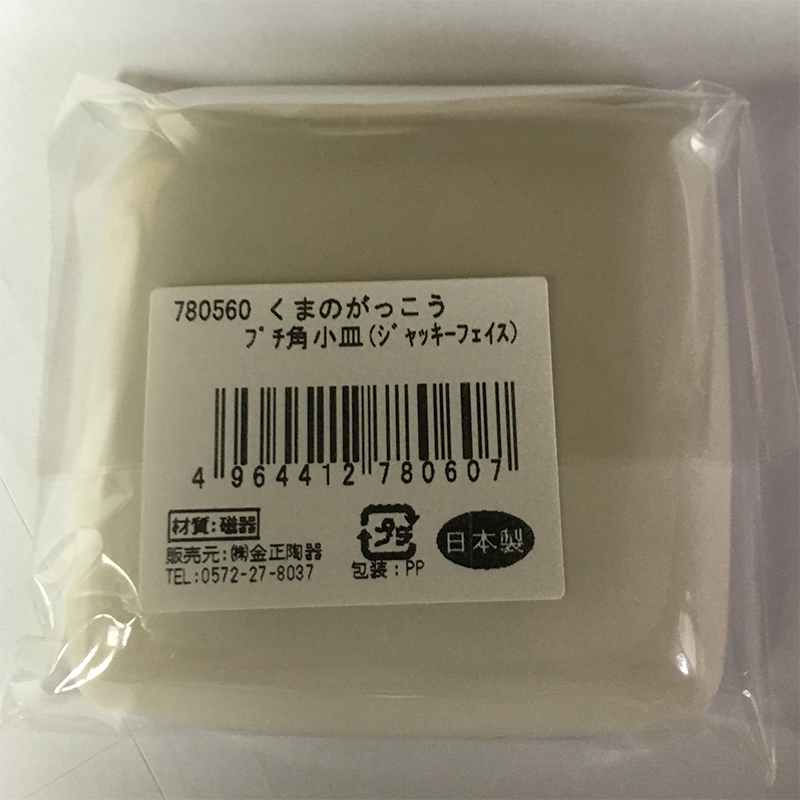 780560 くまのがっこう
プチ角小皿(ジャッキーフェイス)
4 964412 780607
材質:磁器
販売元:㈱金正陶器
TEL:0572-27-8037
プラ
包装:PP
日本製